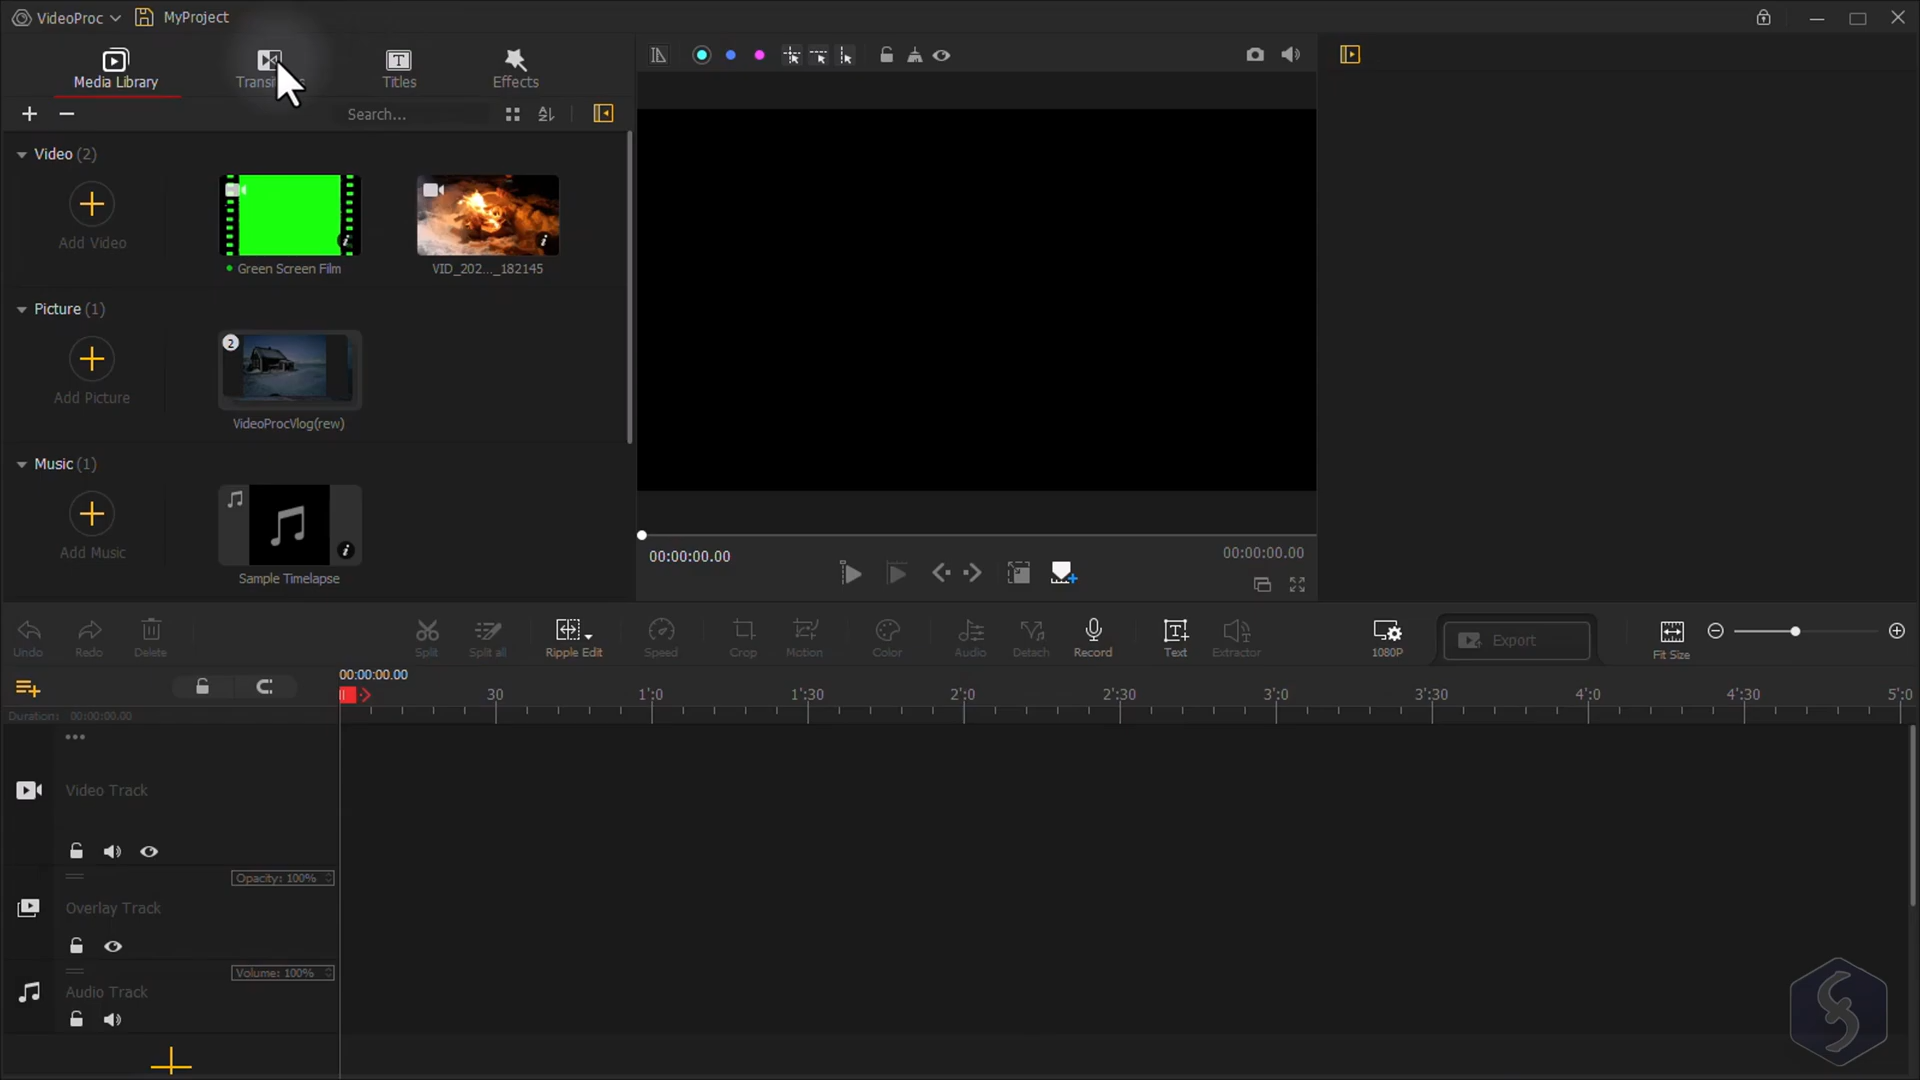 VideoProc MyProject
Media Library Titles Effects
Search...
Video (2)
Add Video
Green Screen Film VID_202..._182145
Picture (1)
Add Picture
2
VideoProcVlog(rew)
Music (1)
Add Music
Sample Timelapse
00:00:00.00 00:00:00.00
Undo Redo Delete Split Split all Ripple Edit Speed Crop Motion Color Audio Detach Record Text Extractor 1080P Export Fit Size
00:00:00.00
30 1'0 1'30 2'0 2'30 3'0 3'30 4'0 4'30 5'0
Duration: 00:00:00.00
Video Track
Opacity: 100%
Overlay Track
Volume: 100%
Audio Track